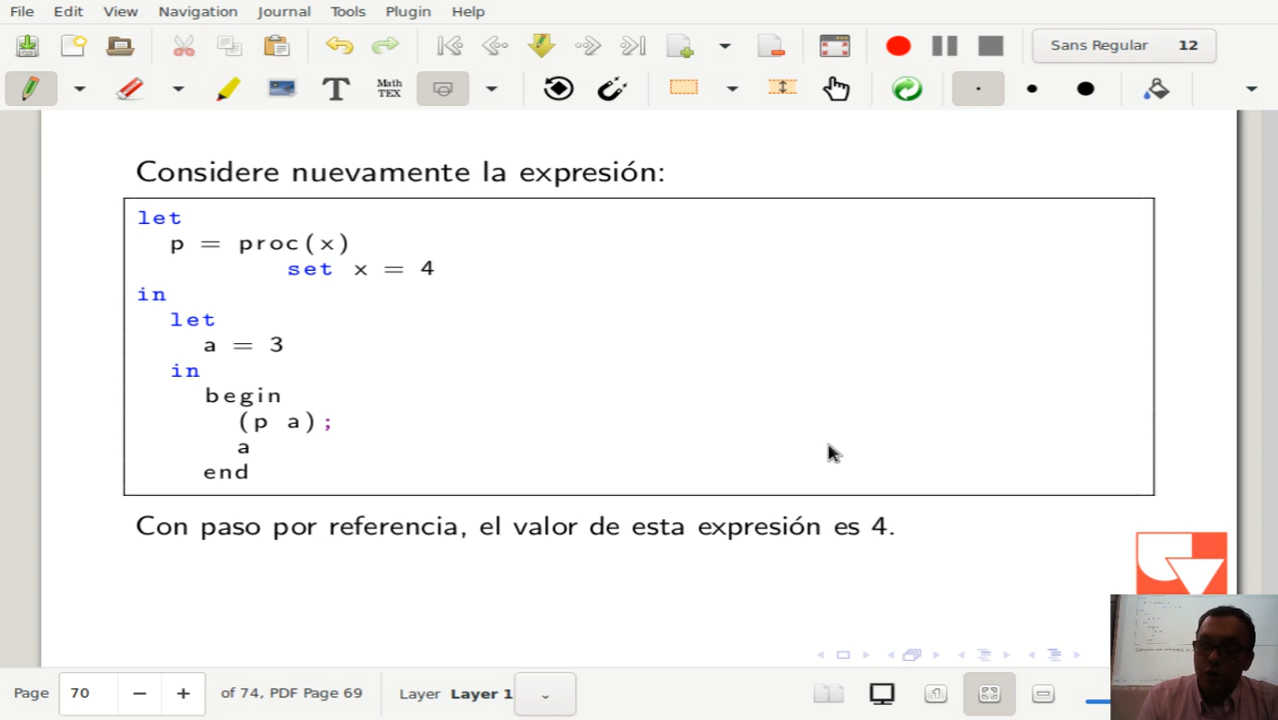 File Edit View Navigation Journal Tools Plugin Help
Sans Regular 12
T Math TEX
Considere nuevamente la expresión:
let
p = proc(x)
set x = 4
in
let
a = 3
in
begin
(p a);
a
end
Con paso por referencia, el valor de esta expresión es 4.
Page 70 − + of 74, PDF Page 69 Layer Layer 1